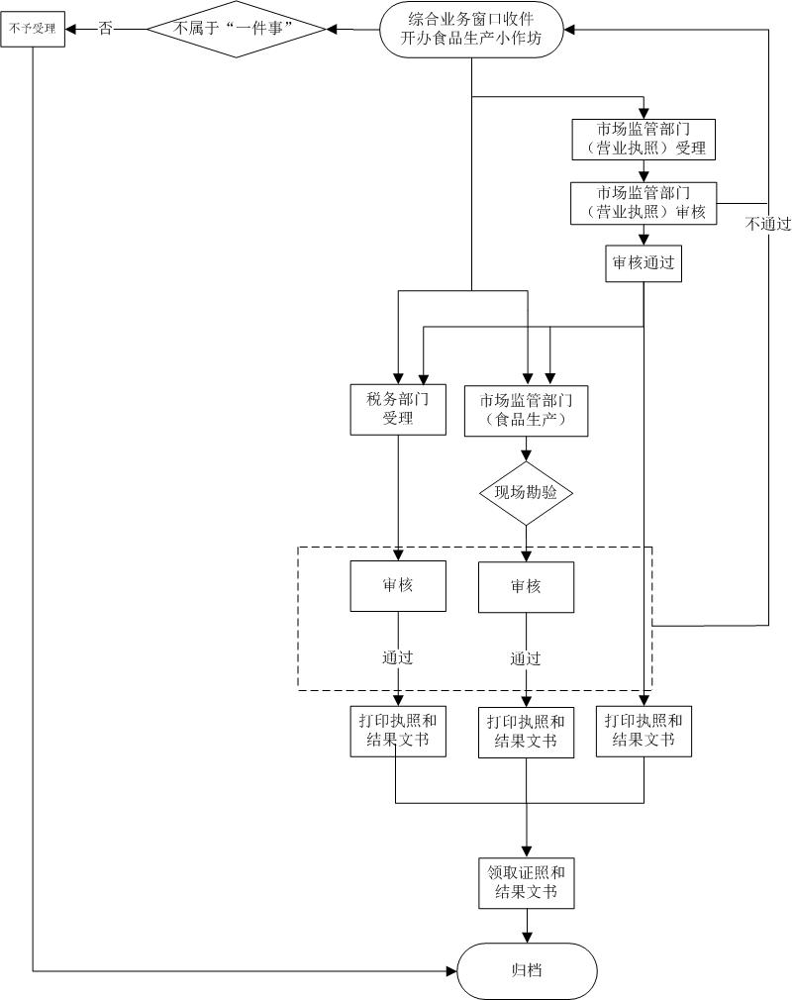 综合业务窗口收件
开办食品生产小作坊
不属于“一件事”
否
不予受理
市场监管部门
（营业执照）受理
市场监管部门
（营业执照）审核
不通过
审核通过
税务部门
受理
市场监管部门
（食品生产）
现场勘验
审核
审核
通过
通过
打印执照和
结果文书
打印执照和
结果文书
打印执照和
结果文书
领取证照和
结果文书
归档